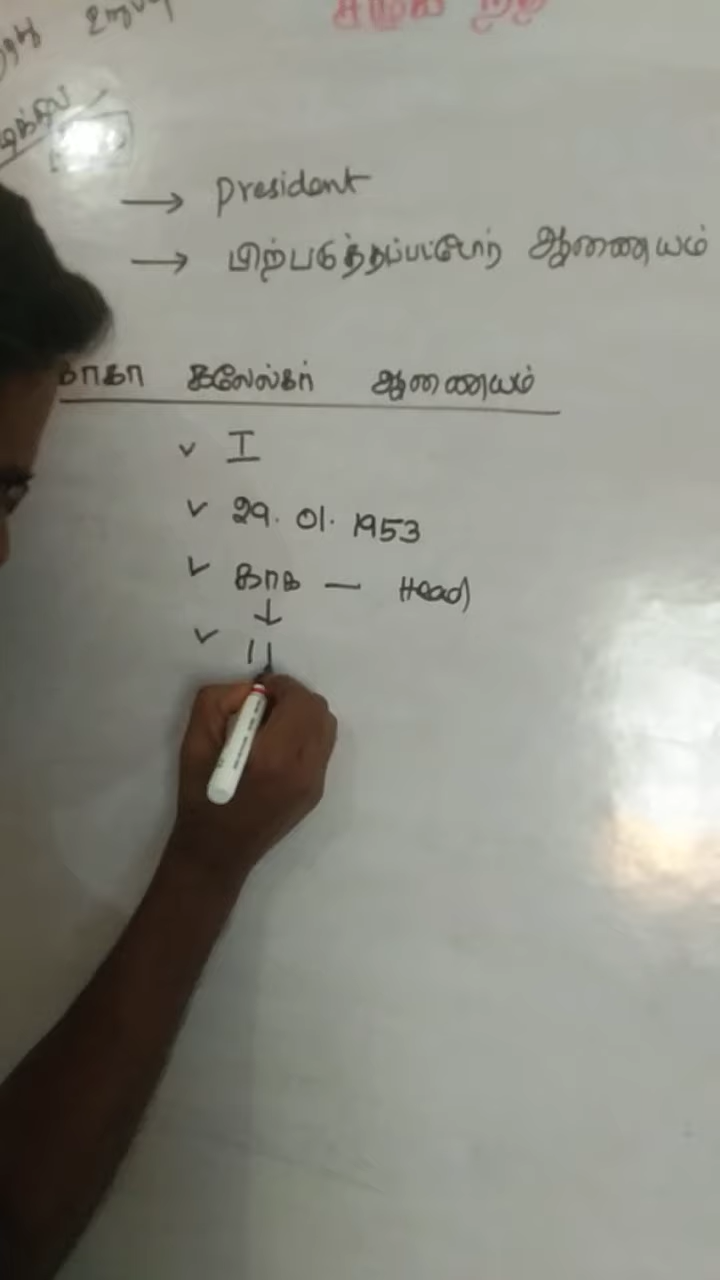 → President
→ பிற்படுத்தப்பட்டோர் ஆணையம்
காகா கலேல்கர் ஆணையம்
✓ I
✓ 29. 01. 1953
✓ காக — Head
↓
✓ 11